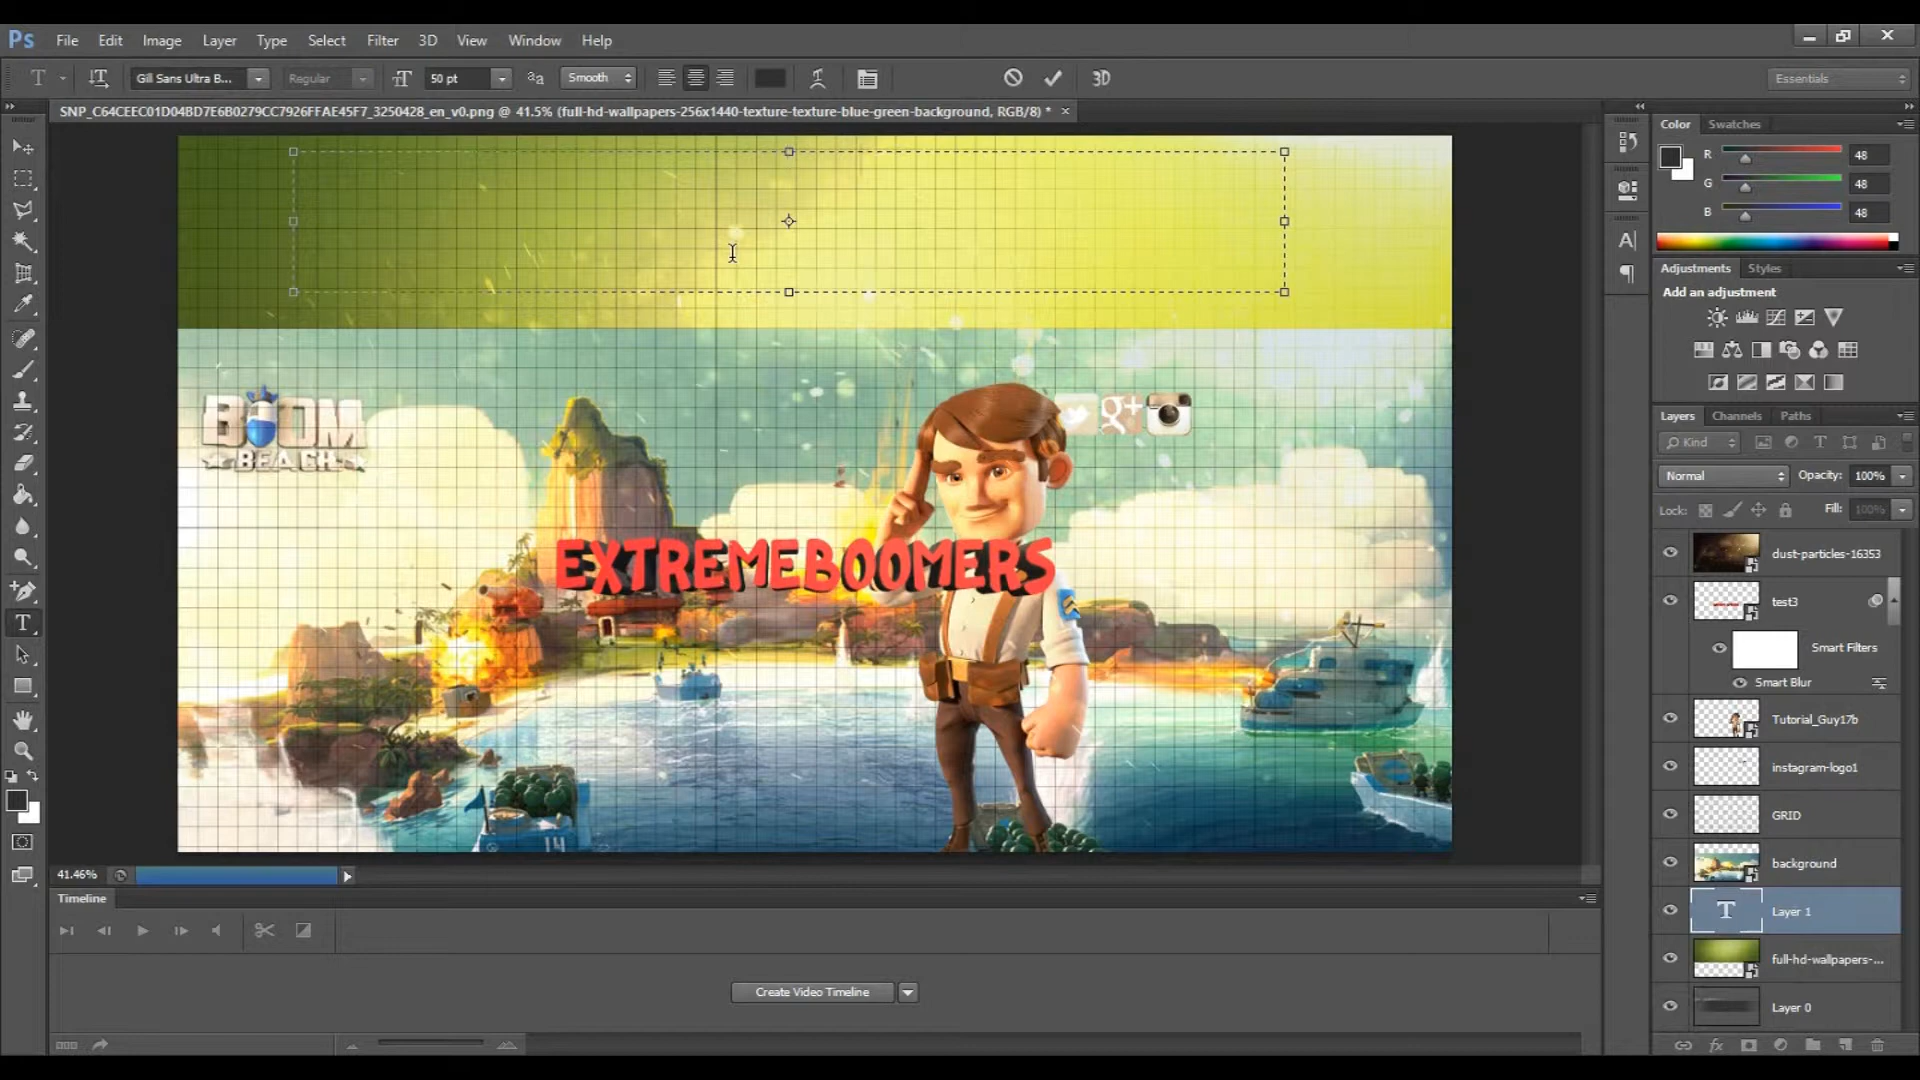 Ps File Edit Image Layer Type Select Filter 3D View Window Help
T Gill Sans Ultra B... Regular 50 pt Smooth 3D Essentials
SNP_C64CEEC01D04BD7E6B0279CC7926FFAE45F7_3250428_en_v0.png @ 41.5% (full-hd-wallpapers-256x1440-texture-texture-blue-green-background, RGB/8) *
Color Swatches
R 48
G 48
B 48
Adjustments Styles
Add an adjustment
Layers Channels Paths
Kind
Normal Opacity: 100%
Lock: Fill: 100%
dust-particles-16353
test3
Smart Filters
Smart Blur
Tutorial_Guy17b
instagram-logo1
GRID
background
Layer 1
full-hd-wallpapers-...
Layer 0
BOOM
BEACH
g+
EXTREMEBOOMERS
14
41.46%
Timeline
Create Video Timeline